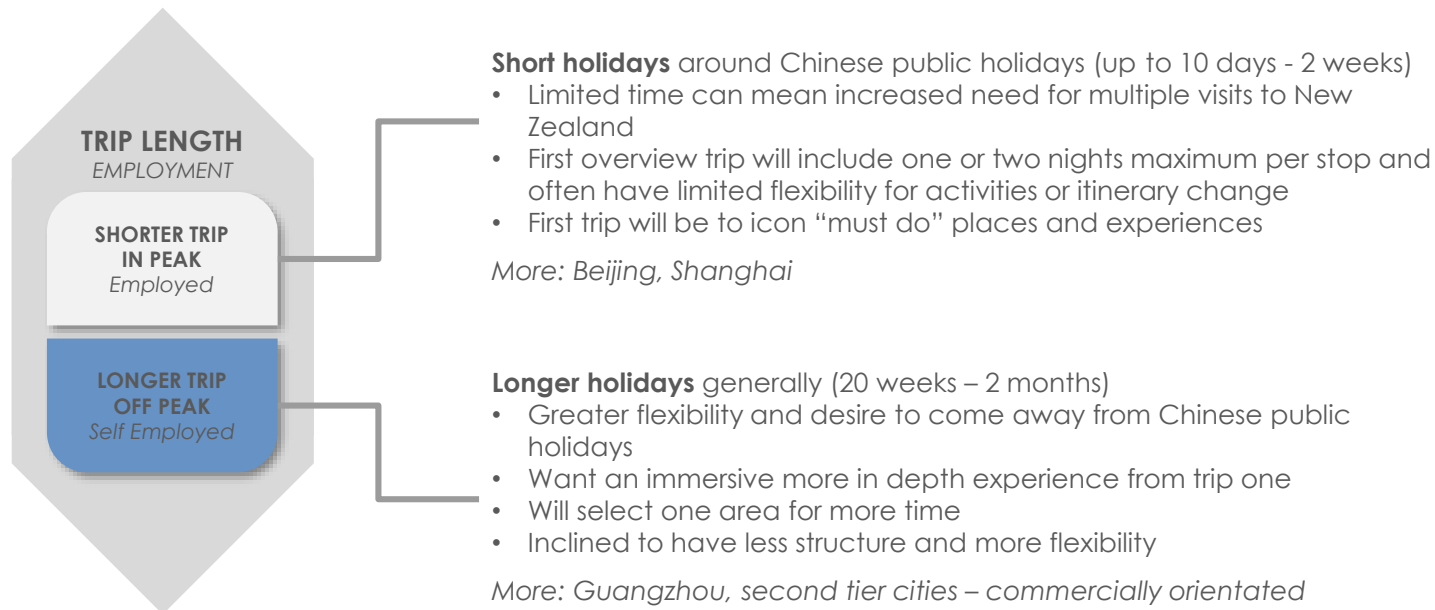 TRIP LENGTH
EMPLOYMENT
SHORTER TRIP
IN PEAK
Employed
LONGER TRIP
OFF PEAK
Self Employed
Short holidays around Chinese public holidays (up to 10 days - 2 weeks)
• Limited time can mean increased need for multiple visits to New
Zealand
• First overview trip will include one or two nights maximum per stop and
often have limited flexibility for activities or itinerary change
• First trip will be to icon “must do” places and experiences
More: Beijing, Shanghai
Longer holidays generally (20 weeks – 2 months)
• Greater flexibility and desire to come away from Chinese public
holidays
• Want an immersive more in depth experience from trip one
• Will select one area for more time
• Inclined to have less structure and more flexibility
More: Guangzhou, second tier cities – commercially orientated